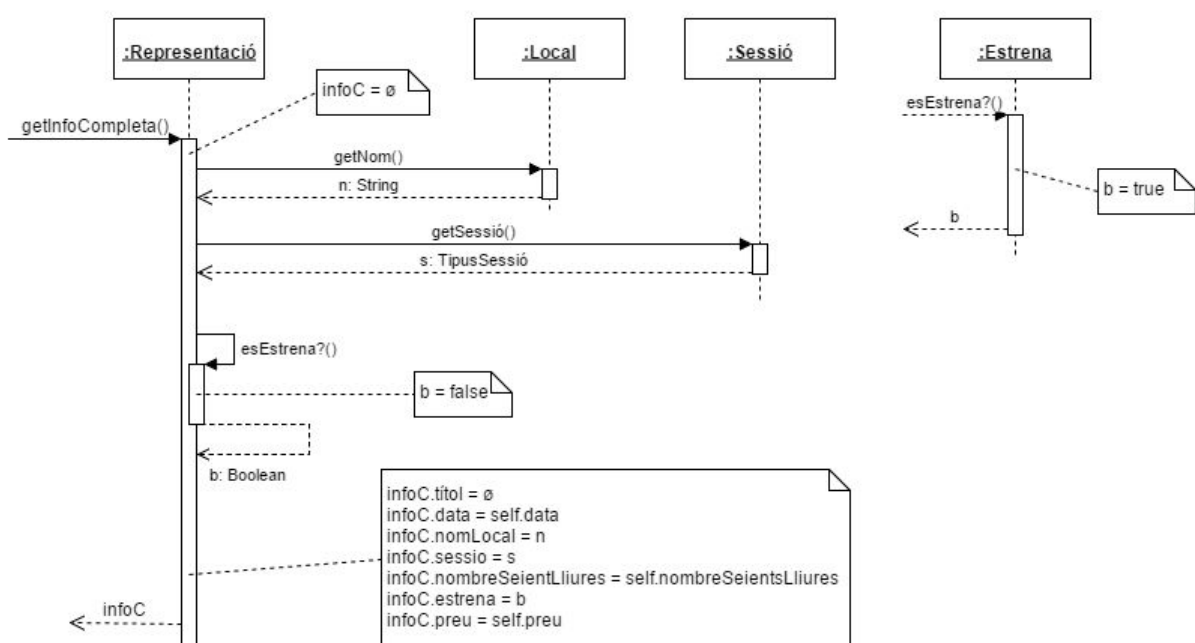 :Representació
:Local
:Sessió
:Estrena
infoC = ø
esEstrena?()
getInfoCompleta()
getNom()
n: String
b = true
b
getSessió()
s: TipusSessió
esEstrena?()
b = false
b: Boolean
infoC.títol = ø
infoC.data = self.data
infoC.nomLocal = n
infoC.sessio = s
infoC.nombreSeientLliures = self.nombreSeientsLliures
infoC.estrena = b
infoC.preu = self.preu
infoC